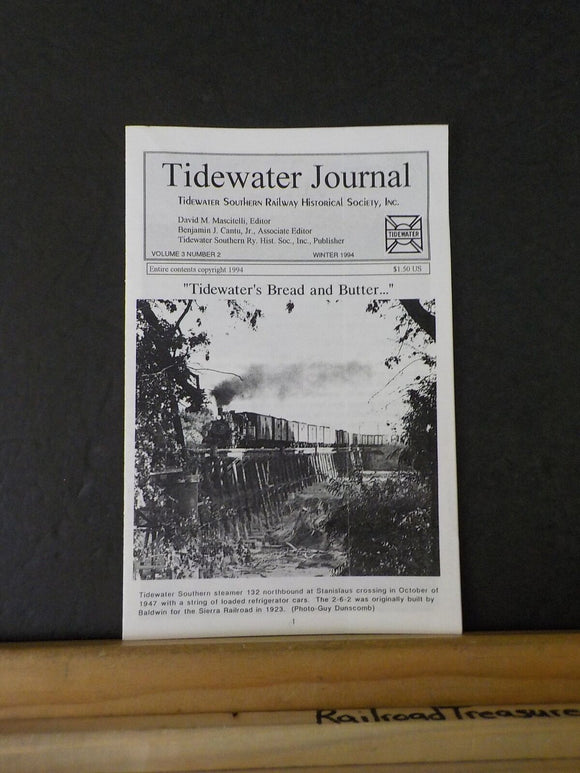 Tidewater Journal
Tidewater Southern Railway Historical Society, Inc.
David M. Mascitelli, Editor
Benjamin J. Cantu, Jr., Associate Editor
Tidewater Southern Ry. Hist. Soc., Inc., Publisher
TIDEWATER
VOLUME 3 NUMBER 2 WINTER 1994
Entire contents copyright 1994 $1.50 US
"Tidewater's Bread and Butter..."
Tidewater Southern steamer 132 northbound at Stanislaus crossing in October of
1947 with a string of loaded refrigerator cars. The 2-6-2 was originally built by
Baldwin for the Sierra Railroad in 1923. (Photo-Guy Dunscomb)
1
Railroad Treasure